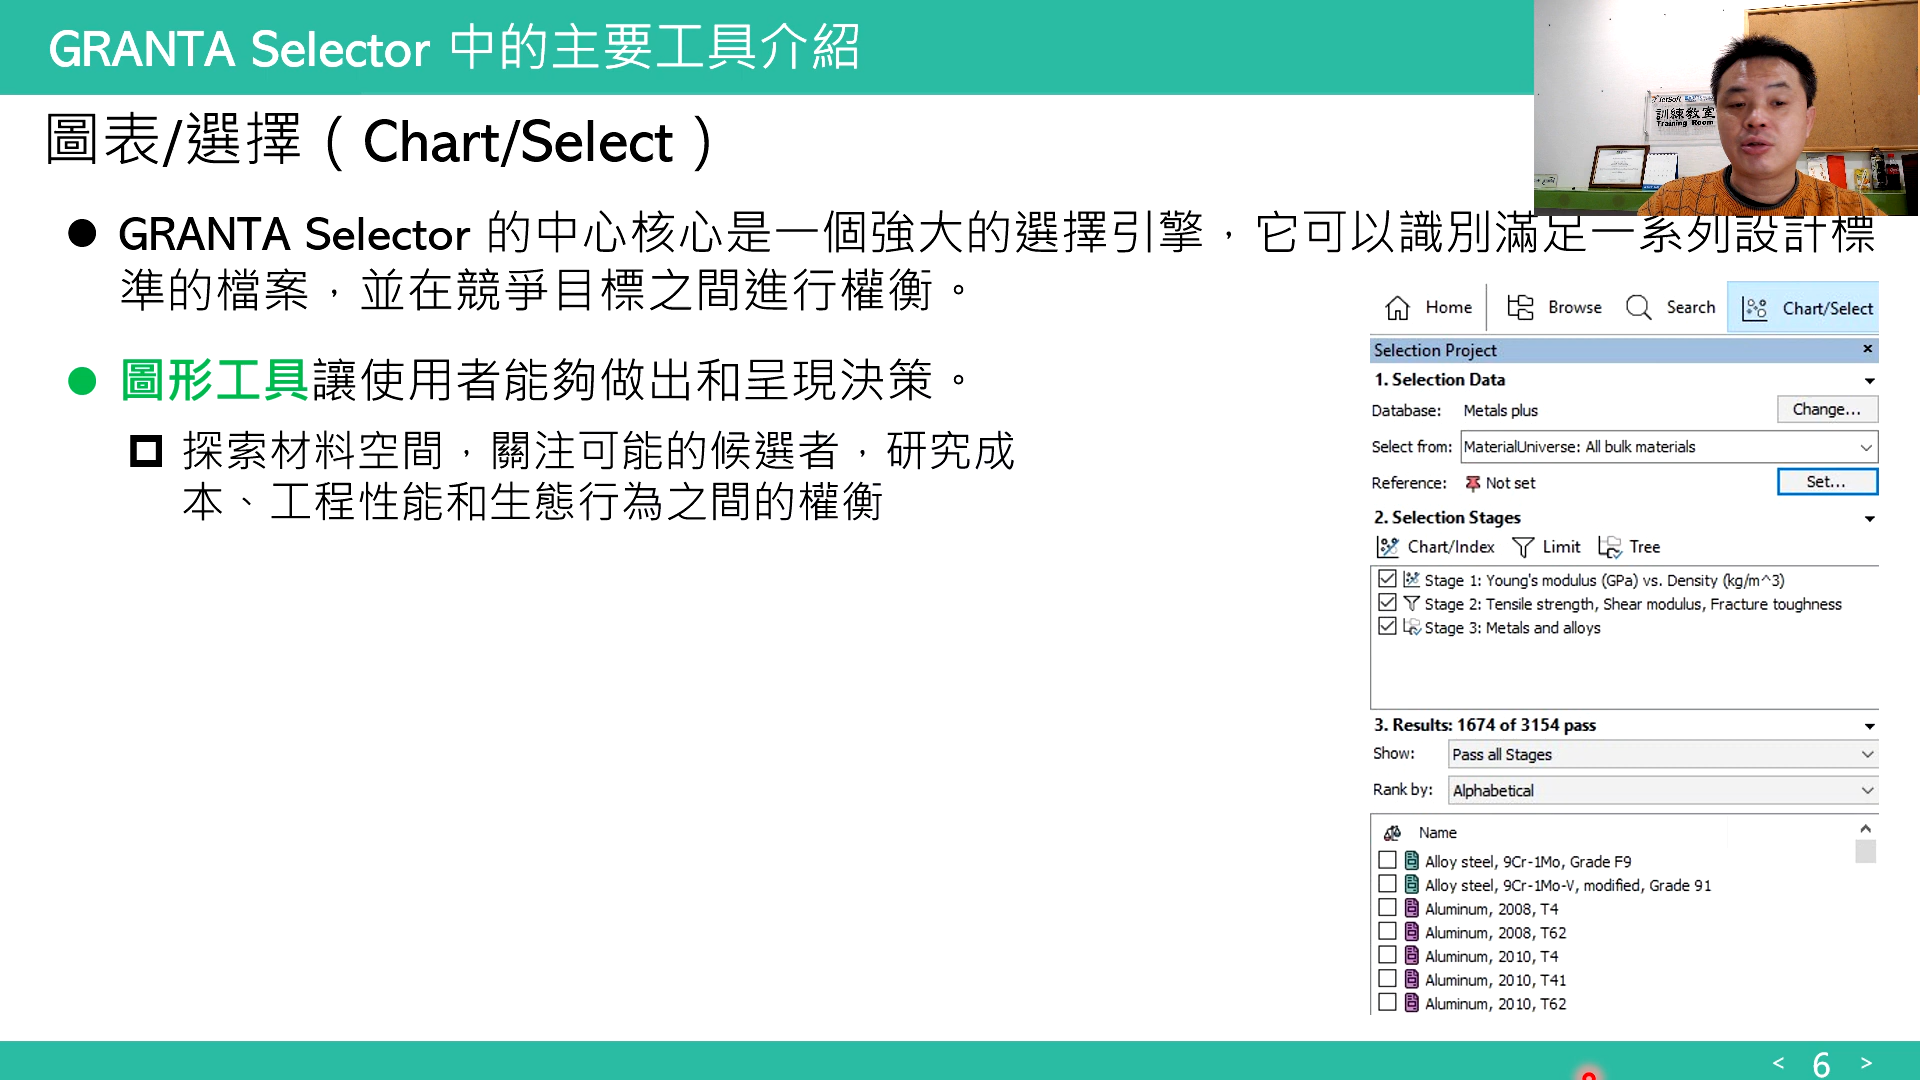 GRANTA Selector 中的主要工具介紹
圖表/選擇（Chart/Select）
JetSoft
訓練教室
Training Room
● GRANTA Selector 的中心核心是一個強大的選擇引擎，它可以識別滿足一系列設計標
準的檔案，並在競爭目標之間進行權衡。
● 圖形工具讓使用者能夠做出和呈現決策。
探索材料空間，關注可能的候選者，研究成
本、工程性能和生態行為之間的權衡
Home Browse Search Chart/Select
Selection Project ×
1. Selection Data
Database: Metals plus Change...
Select from: MaterialUniverse: All bulk materials
Reference: Not set Set...
2. Selection Stages
Chart/Index Limit Tree
Stage 1: Young's modulus (GPa) vs. Density (kg/m^3)
Stage 2: Tensile strength, Shear modulus, Fracture toughness
Stage 3: Metals and alloys
3. Results: 1674 of 3154 pass
Show: Pass all Stages
Rank by: Alphabetical
Name
Alloy steel, 9Cr-1Mo, Grade F9
Alloy steel, 9Cr-1Mo-V, modified, Grade 91
Aluminum, 2008, T4
Aluminum, 2008, T62
Aluminum, 2010, T4
Aluminum, 2010, T41
Aluminum, 2010, T62
< 6 >